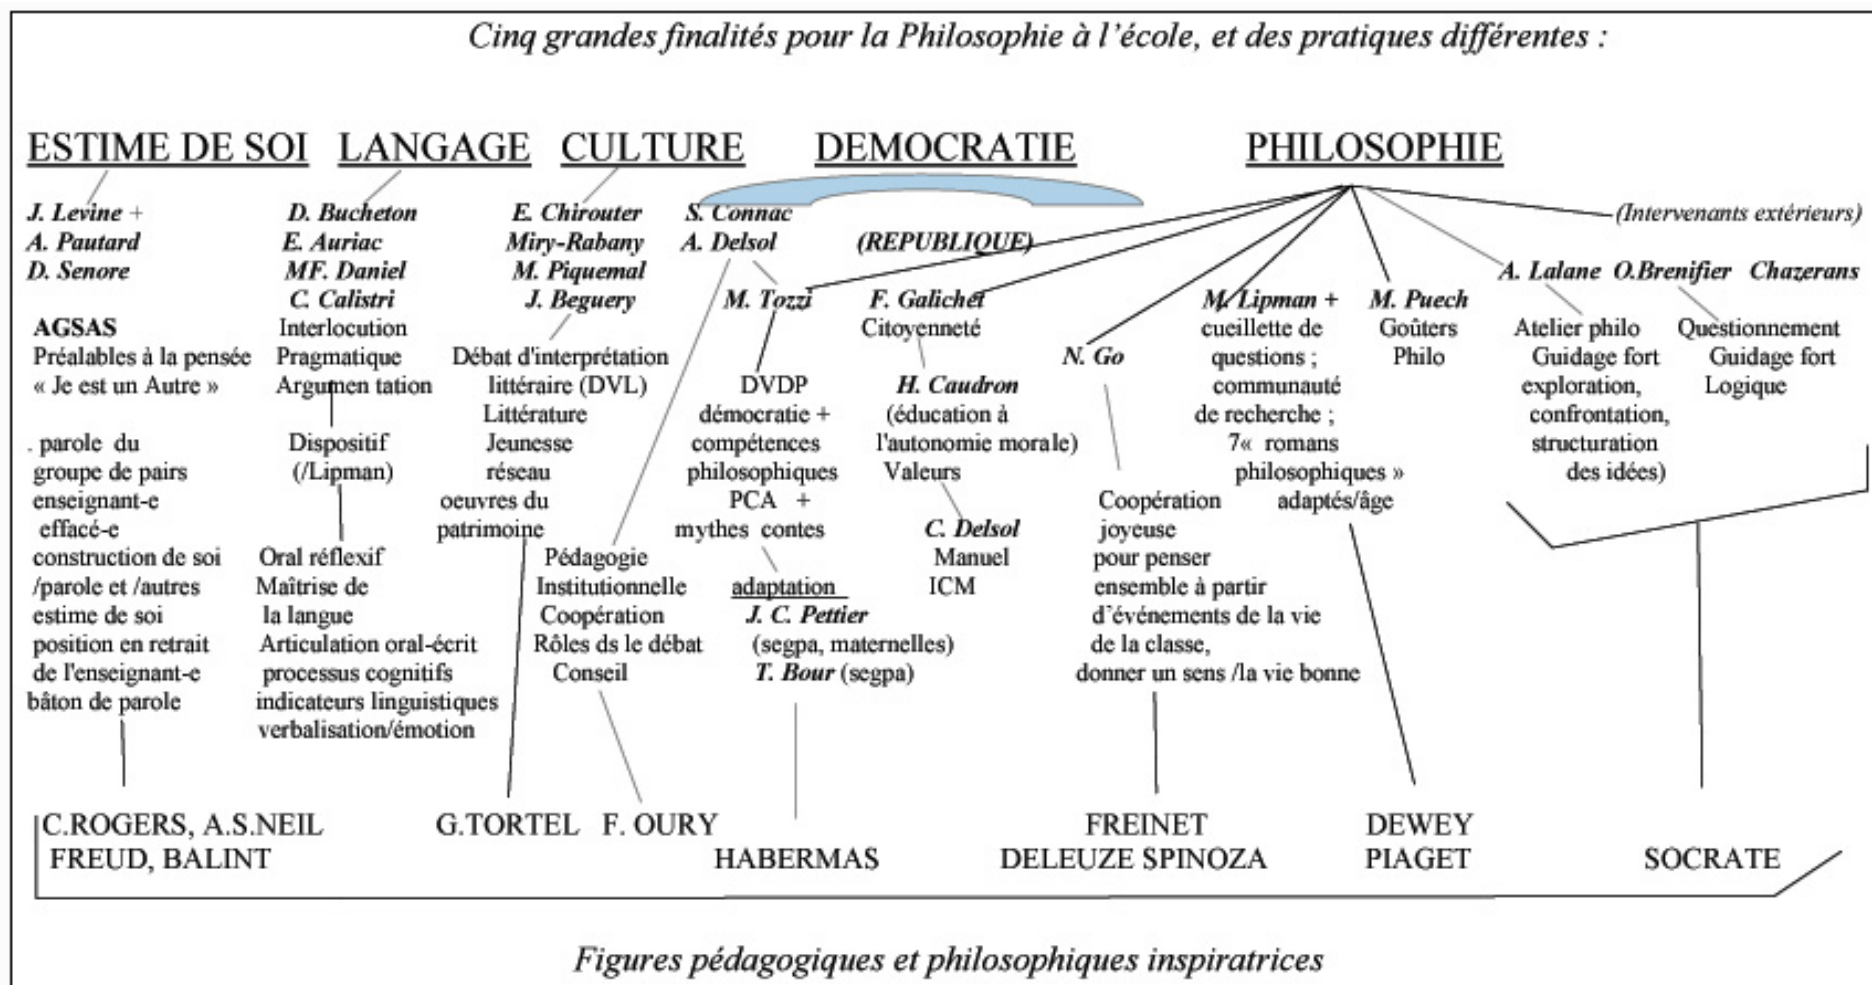 Cinq grandes finalités pour la Philosophie à l'école, et des pratiques différentes :
ESTIME DE SOI
LANGAGE
CULTURE
DEMOCRATIE
PHILOSOPHIE
J. Levine +
A. Pautard
D. Senore
AGSAS
Préalables à la pensée
« Je est un Autre »
. parole du
groupe de pairs
enseignant-e
effacé-e
construction de soi
/parole et /autres
estime de soi
position en retrait
de l'enseignant-e
bâton de parole
D. Bucheton
E. Auriac
MF. Daniel
C. Calistri
Interlocution
Pragmatique
Argumen tation
Dispositif
(/Lipman)
Oral réflexif
Maîtrise de
la langue
Articulation oral-écrit
processus cognitifs
indicateurs linguistiques
verbalisation/émotion
E. Chirouter
Miry-Rabany
M. Piquemal
J. Beguery
Débat d'interprétation
littéraire (DVL)
Littérature
Jeunesse
réseau
oeuvres du
patrimoine
S. Connac
A. Delsol
Pédagogie
Institutionnelle
Coopération
Rôles ds le débat
Conseil
M. Tozzi
DVDP
démocratie +
compétences
philosophiques
PCA +
mythes contes
adaptation
J. C. Pettier
(segpa, maternelles)
T. Bour (segpa)
(REPUBLIQUE)
F. Galichet
Citoyenneté
H. Caudron
(éducation à
l'autonomie morale)
Valeurs
C. Delsol
Manuel
ICM
N. Go
Coopération
joyeuse
pour penser
ensemble à partir
d'événements de la vie
de la classe,
donner un sens /la vie bonne
M. Lipman +
cueillette de
questions ;
communauté
de recherche ;
7« romans
philosophiques »
adaptés/âge
M. Puech
Goûters
Philo
(Intervenants extérieurs)
A. Lalane O.Brenifier Chazerans
Atelier philo
Guidage fort
exploration,
confrontation,
structuration
des idées)
Questionnement
Guidage fort
Logique
C.ROGERS, A.S.NEIL
FREUD, BALINT
G.TORTEL
F. OURY
HABERMAS
FREINET
DELEUZE SPINOZA
DEWEY
PIAGET
SOCRATE
Figures pédagogiques et philosophiques inspiratrices